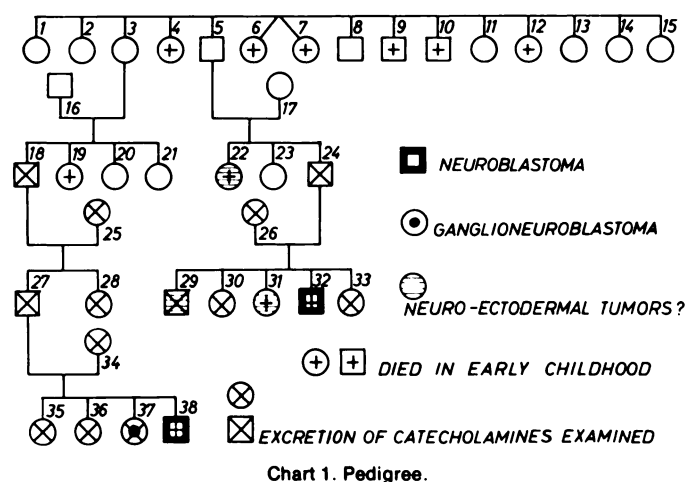 1 2 3 4 5 6 7 8 9 10 11 12 13 14 15
16 17
18 19 20 21 22 23 24
NEUROBLASTOMA
25 26
GANGLIONEUROBLASTOMA
27 28 29 30 31 32 33
NEURO-ECTODERMAL TUMORS?
34
DIED IN EARLY CHILDHOOD
35 36 37 38
EXCRETION OF CATECHOLAMINES EXAMINED
Chart 1. Pedigree.